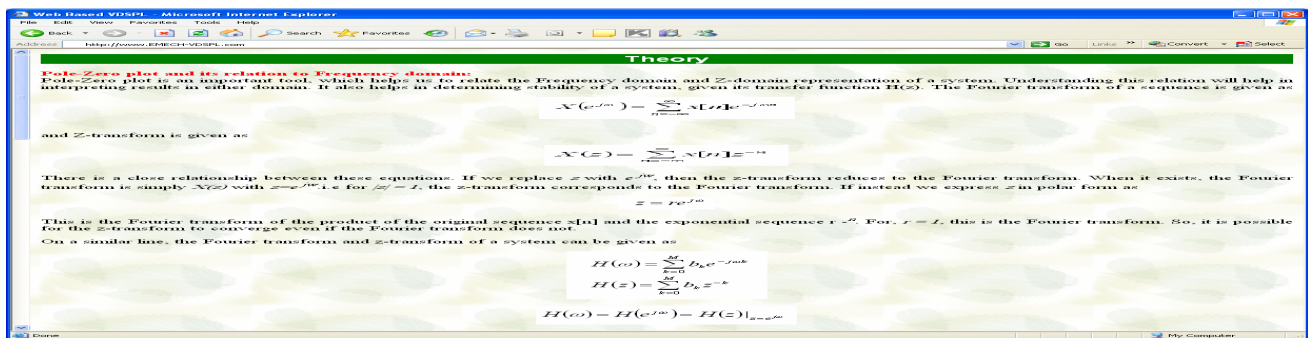 Web Based VDSPL - Microsoft Internet Explorer
File Edit View Favorites Tools Help
Back Search Favorites
Address http://www.EMECH-VDSPL.com Go Links » Convert Select
Theory
Pole-Zero plot and its relation to Frequency domain:
Pole-Zero plot is an important tool, which helps us to relate the Frequency domain and Z-domain representation of a system. Understanding this relation will help in
interpreting results in either domain. It also helps in determining stability of a system, given its transfer function H(z). The Fourier transform of a sequence is given as
X(e^{jω}) = ∑_{n=-∞}^{∞} x[n]e^{-jωn}
and Z-transform is given as
X(z) = ∑_{n=-∞}^{∞} x[n]z^{-n}
There is a close relationship between these equations. If we replace z with e^{jw}, then the z-transform reduces to the Fourier transform. When it exists, the Fourier
transform is simply X(z) with z=e^{jw} i.e for |z| = 1, the z-transform corresponds to the Fourier transform. If instead we express z in polar form as
z = re^{jω}
This is the Fourier transform of the product of the original sequence x[n] and the exponential sequence r^{-n}. For, r = 1, this is the Fourier transform. So, it is possible
for the z-transform to converge even if the Fourier transform does not.
On a similar line, the Fourier transform and z-transform of a system can be given as
H(ω) = ∑_{k=0}^{M} b_k e^{-jωk}
H(z) = ∑_{k=0}^{M} b_k z^{-k}
H(ω) = H(e^{jω}) = H(z)|_{z=e^{jω}}
Done My Computer